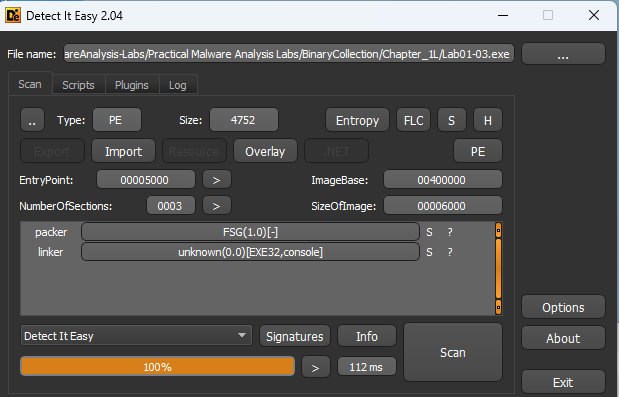 Detect It Easy 2.04
File name: areAnalysis-Labs/Practical Malware Analysis Labs/BinaryCollection/Chapter_1L/Lab01-03.exe ...
Scan Scripts Plugins Log
.. Type: PE Size: 4752 Entropy FLC S H
Export Import Resource Overlay .NET PE
EntryPoint: 00005000 > ImageBase: 00400000
NumberOfSections: 0003 > SizeOfImage: 00006000
packer FSG(1.0)[-] S ?
linker unknown(0.0)[EXE32,console] S ?
Options
Detect It Easy Signatures Info Scan About
100% > 112 ms
Exit